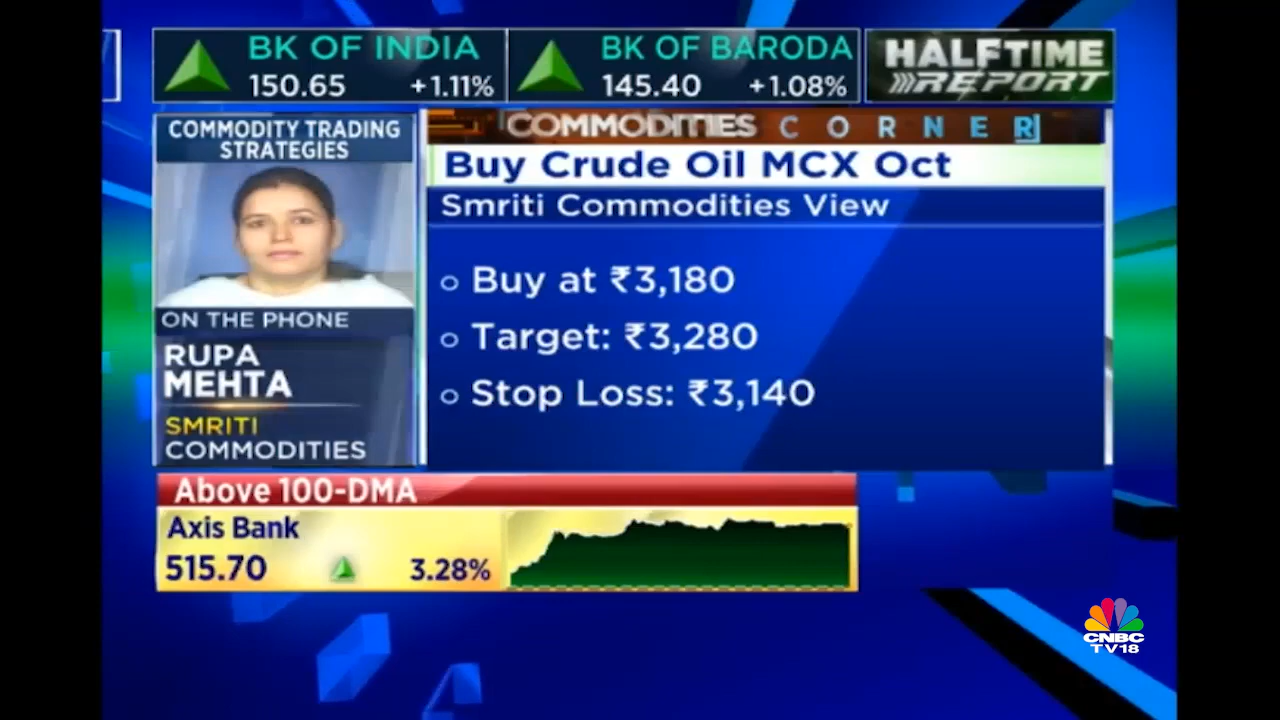 BK OF INDIA
150.65 +1.11%
BK OF BARODA
145.40 +1.08%
HALFTIME
REPORT
COMMODITY TRADING
STRATEGIES
ON THE PHONE
RUPA
MEHTA
SMRITI
COMMODITIES
COMMODITIES CORNER
Buy Crude Oil MCX Oct
Smriti Commodities View
Buy at ₹3,180
Target: ₹3,280
Stop Loss: ₹3,140
Above 100-DMA
Axis Bank
515.70 3.28%
CNBC
TV18